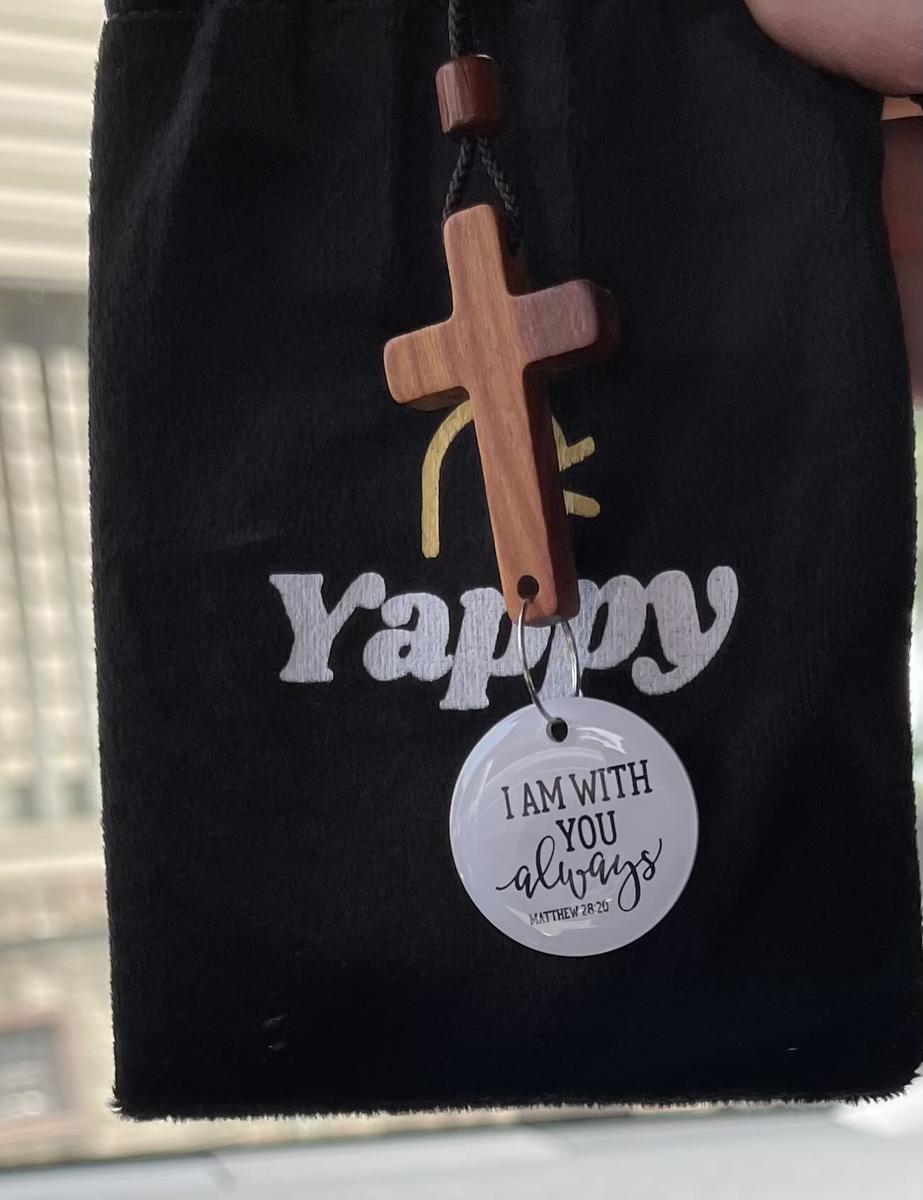 Yappy
I AM WITH
YOU
always
MATTHEW 28:20